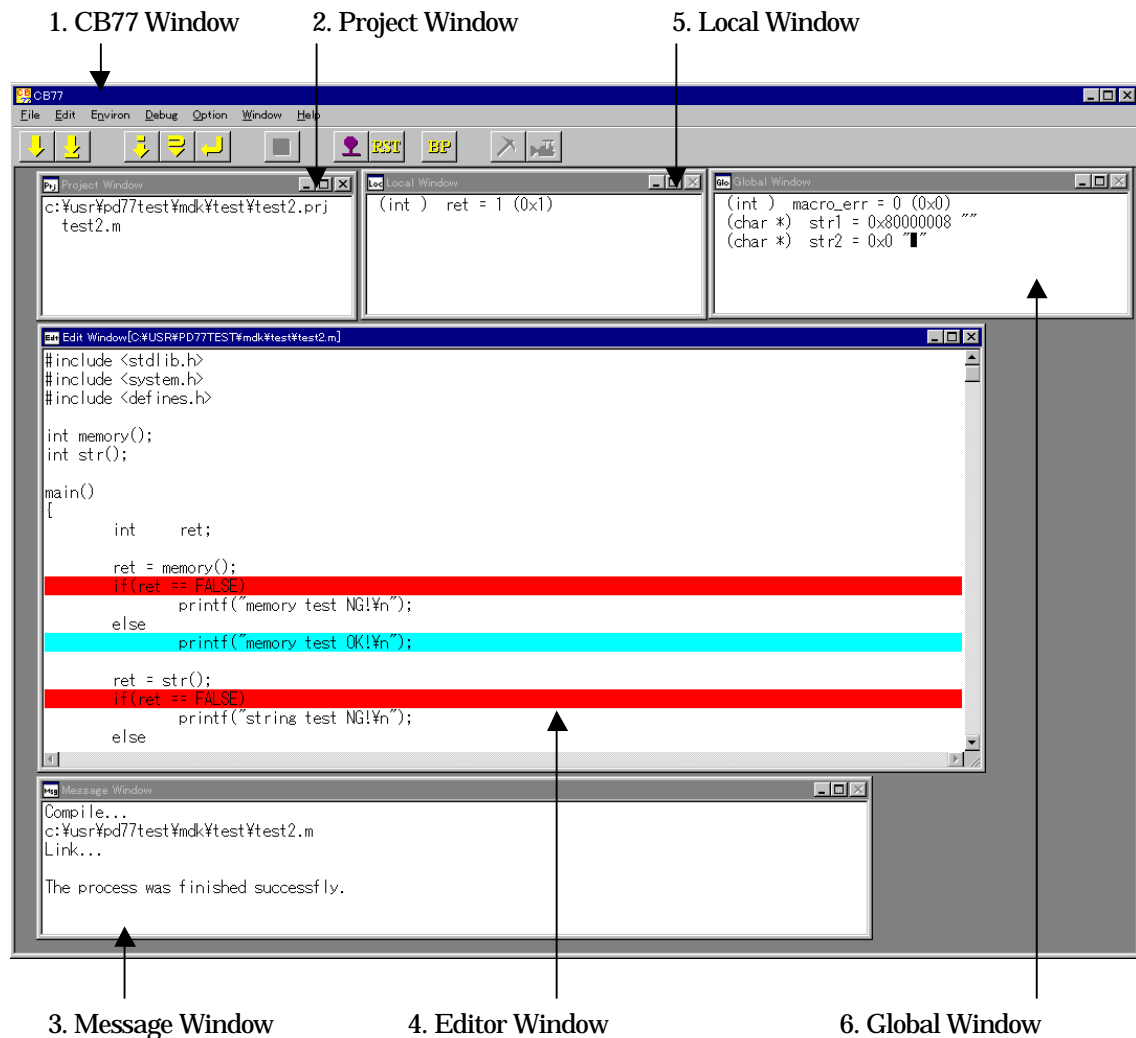 1. CB77 Window
2. Project Window
5. Local Window
CB77
File Edit Environ Debug Option Window Help
RST
BP
Prj Project Window
c:¥usr¥pd77test¥mdk¥test¥test2.prj
test2.m
Loc Local Window
(int ) ret = 1 (0x1)
Glo Global Window
(int ) macro_err = 0 (0x0)
(char *) str1 = 0x80000008 ""
(char *) str2 = 0x0 "▮"
Edt Edit Window[C:¥USR¥PD77TEST¥mdk¥test¥test2.m]
#include <stdlib.h>
#include <system.h>
#include <defines.h>
int memory();
int str();
main()
{
int ret;
ret = memory();
if(ret == FALSE)
printf("memory test NG!¥n");
else
printf("memory test OK!¥n");
ret = str();
if(ret == FALSE)
printf("string test NG!¥n");
else
Msg Message Window
Compile...
c:¥usr¥pd77test¥mdk¥test¥test2.m
Link...
The process was finished successfly.
3. Message Window
4. Editor Window
6. Global Window